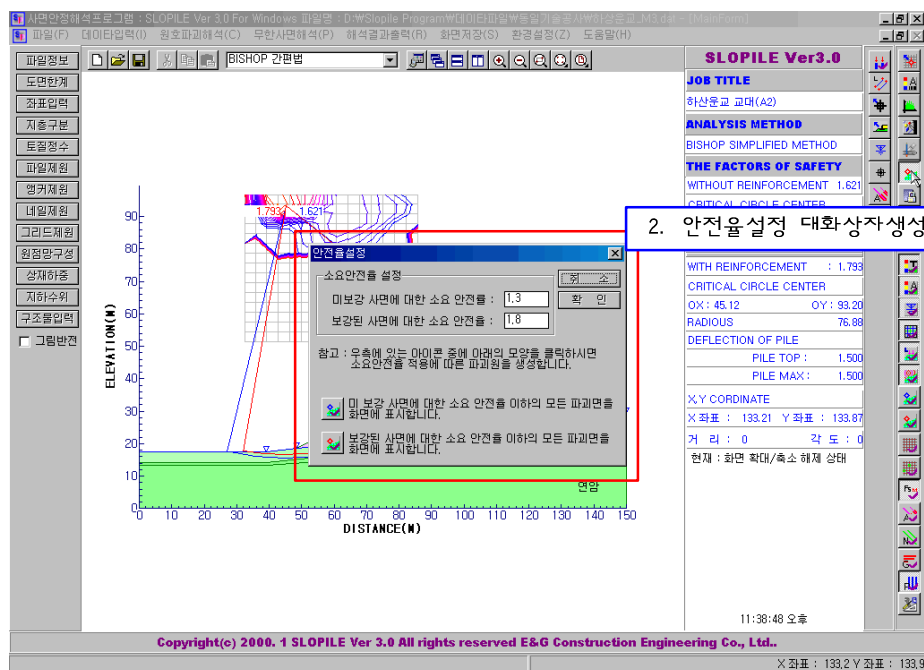 사면안정해석프로그램 : SLOPILE Ver 3.0 For Windows 파일명 : D:₩Slopile Program₩데이타파일₩동일기술공사₩하산운교_M3.dat - [Mainform]
파일(F) 데이타입력(I) 원호파괴해석(C) 무한사면해석(P) 해석결과출력(R) 화면저장(S) 환경설정(Z) 도움말(H)
BISHOP 간편법
파일정보
도면한계
좌표입력
지층구분
토질정수
파일제원
앵커제원
네일제원
그리드제원
원점망구성
상재하중
지하수위
구조물입력
그림반전
ELEVATION(M)
90
80
70
60
50
40
30
20
10
0
0 10 20 30 40 50 60 70 80 90 100 110 120 130 140 150
DISTANCE(M)
1.793
1.621
연암
안전율설정
소요안전율 설정
미보강 사면에 대한 소요 안전률 : 1.3
보강된 사면에 대한 소요 안전율 : 1.8
취 소
확 인
참고 : 우측에 있는 아이콘 중에 아래의 모양을 클릭하시면
소요안전율 적용에 따른 파괴원을 생성합니다.
미 보강 사면에 대한 소요 안전율 이하의 모든 파괴면을
화면에 표시합니다.
보강된 사면에 대한 소요 안전율 이하의 모든 파괴면을
화면에 표시합니다.
SLOPILE Ver3.0
JOB TITLE
하산운교 교대(A2)
ANALYSIS METHOD
BISHOP SIMPLIFIED METHOD
THE FACTORS OF SAFETY
WITHOUT REINFORCEMENT 1.621
CRITICAL CIRCLE CENTER
2. 안전율설정 대화상자생성
WITH REINFORCEMENT : 1.793
CRITICAL CIRCLE CENTER
OX : 45.12 OY : 93.20
RADIOUS 76.88
DEFLECTION OF PILE
PILE TOP : 1.500
PILE MAX : 1.500
X,Y CORDINATE
X 좌표 : 133.21 Y 좌표 : 133.87
거 리 : 0 각 도 : 0
현재 : 화면 확대/축소 해제 상태
11:38:48 오후
Copyright(c) 2000. 1 SLOPILE Ver 3.0 All rights reserved E&G Construction Engineering Co., Ltd..
X 좌표 : 133.2 Y 좌표 : 133.9